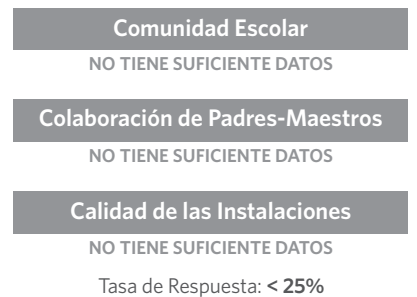 Comunidad Escolar
NO TIENE SUFICIENTE DATOS
Colaboración de Padres-Maestros
NO TIENE SUFICIENTE DATOS
Calidad de las Instalaciones
NO TIENE SUFICIENTE DATOS
Tasa de Respuesta: < 25%